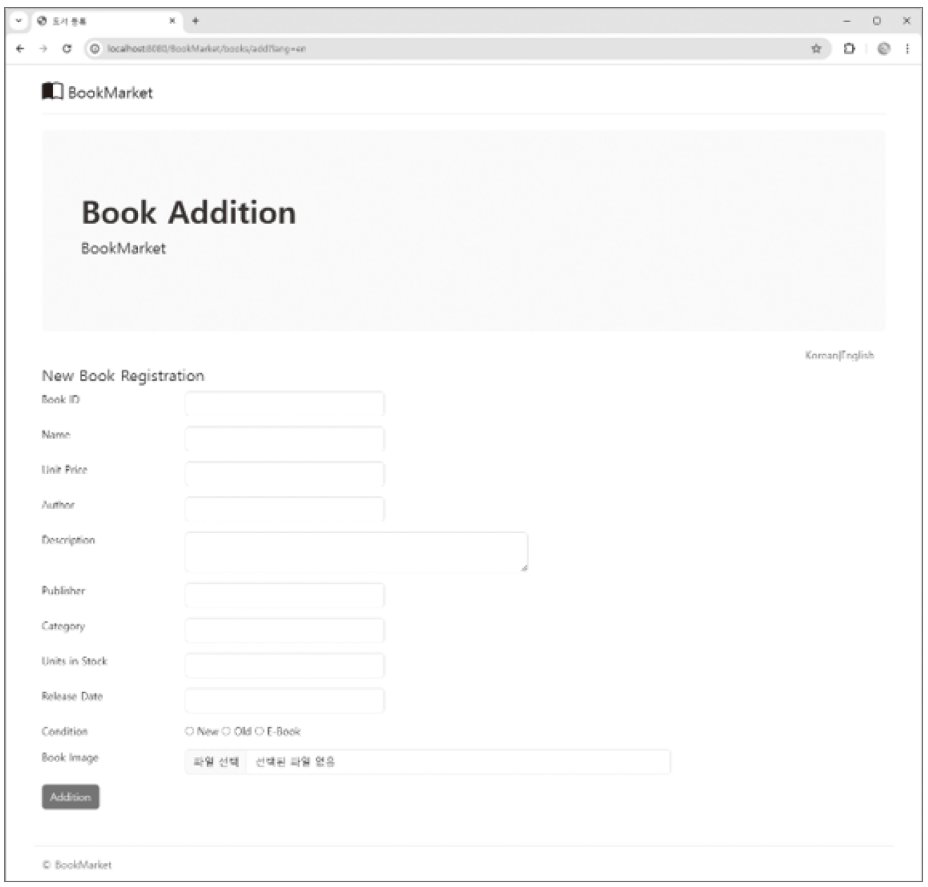 도서 등록
localhost:8080/BookMarket/books/add?lang=en
BookMarket
Book Addition
BookMarket
Korean|English
New Book Registration
Book ID
Name
Unit Price
Author
Description
Publisher
Category
Units in Stock
Release Date
Condition
New Old E-Book
Book Image
파일 선택 선택된 파일 없음
Addition
© BookMarket